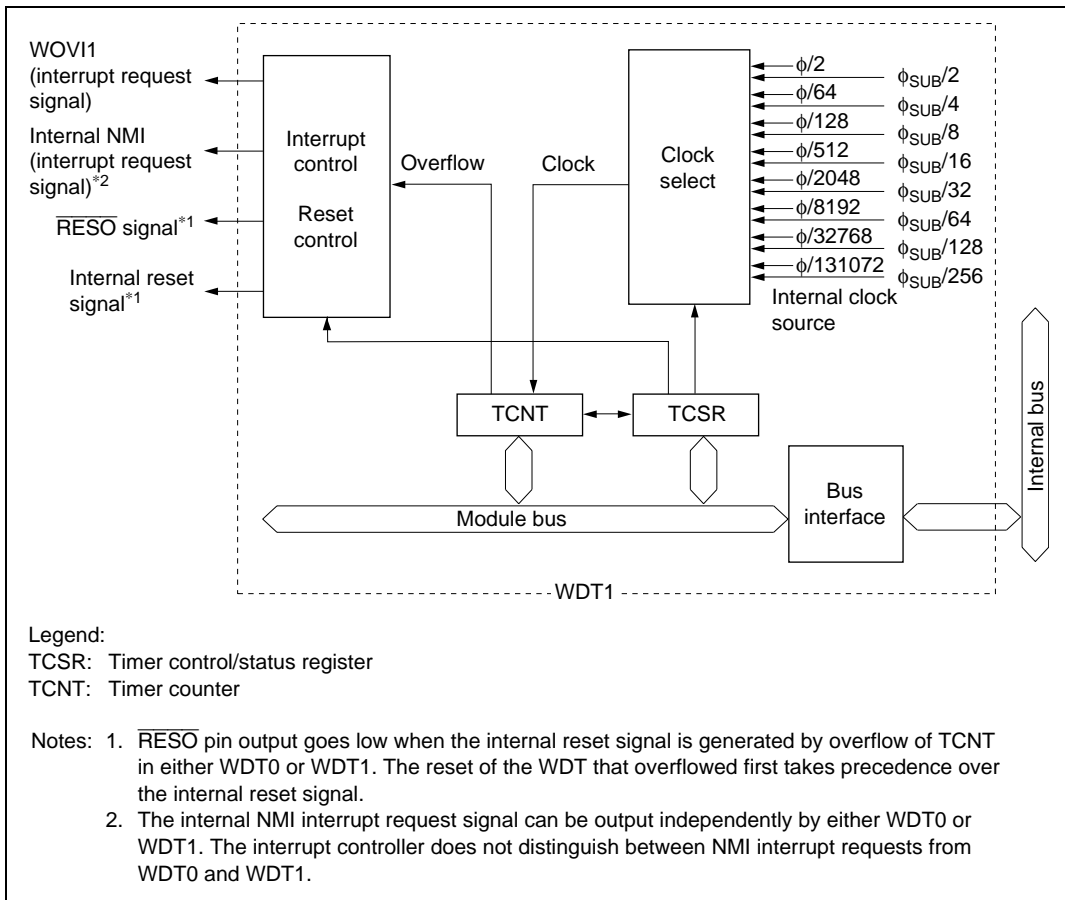 WOVI1
(interrupt request
signal)
Internal NMI
(interrupt request
signal)*2
R̅E̅S̅O̅ signal*1
Internal reset
signal*1
Interrupt
control
Reset
control
Overflow
Clock
Clock
select
ϕ/2
ϕSUB/2
ϕ/64
ϕSUB/4
ϕ/128
ϕSUB/8
ϕ/512
ϕSUB/16
ϕ/2048
ϕSUB/32
ϕ/8192
ϕSUB/64
ϕ/32768
ϕSUB/128
ϕ/131072
ϕSUB/256
Internal clock
source
TCNT
TCSR
Module bus
Bus
interface
Internal bus
WDT1
Legend:
TCSR: Timer control/status register
TCNT: Timer counter
Notes: 1. R̅E̅S̅O̅ pin output goes low when the internal reset signal is generated by overflow of TCNT
in either WDT0 or WDT1. The reset of the WDT that overflowed first takes precedence over
the internal reset signal.
2. The internal NMI interrupt request signal can be output independently by either WDT0 or
WDT1. The interrupt controller does not distinguish between NMI interrupt requests from
WDT0 and WDT1.